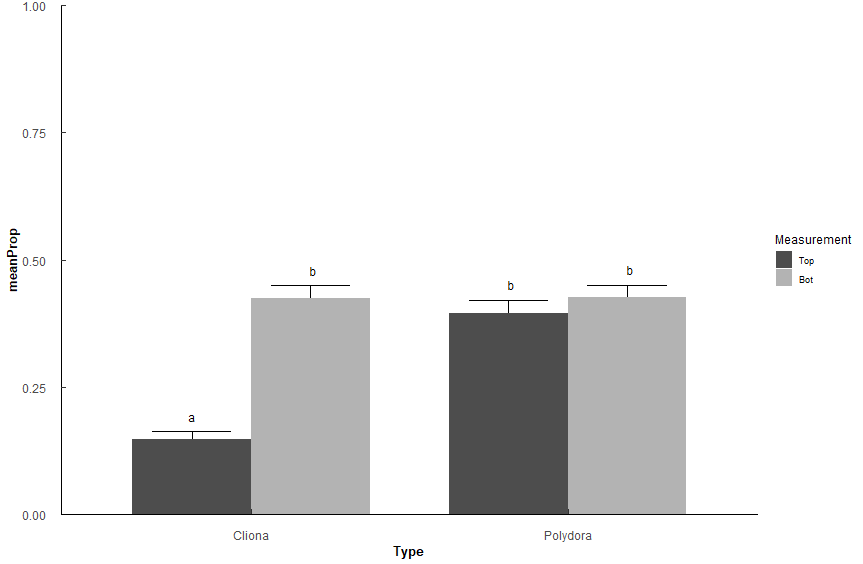 1.00
0.75
meanProp
0.50
0.25
0.00
a
b
b
b
Cliona
Polydora
Type
Measurement
Top
Bot